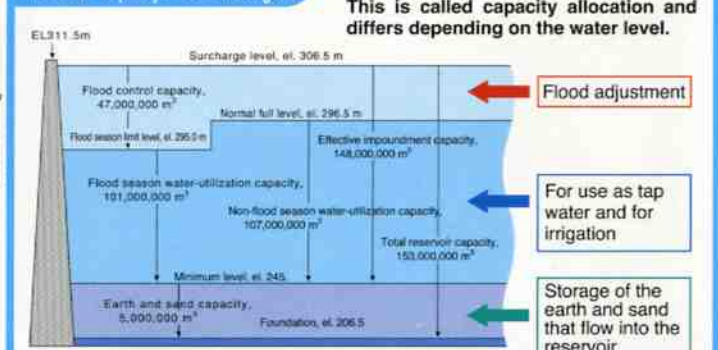 This is called capacity allocation and
differs depending on the water level.
EL311.5m
Surcharge level, el. 306.5 m
Flood control capacity,
47,000,000 m³
Flood adjustment
Normal full level, el. 296.5 m
Flood season limit level, el. 295.0 m
Effective impoundment capacity,
148,000,000 m³
Flood season water-utilization capacity,
101,000,000 m³
Non-flood season water-utilization capacity,
107,000,000 m³
For use as tap
water and for
irrigation
Total reservoir capacity,
153,000,000 m³
Minimum level, el. 245.
Earth and sand capacity,
5,000,000 m³
Foundation, el. 206.5
Storage of the
earth and sand
that flow into the
reservoir